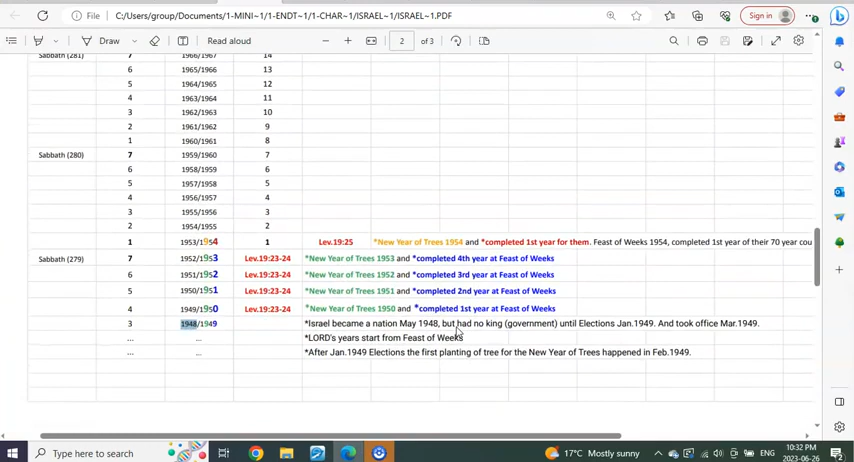 File | C:/Users/group/Documents/1-MINI~1/1-ENDT~1/1-CHAR~1/ISRAEL~1/ISRAEL~1.PDF Sign in
Draw Read aloud 2 of 3
Sabbath (281) 7 1966/1967 14
6 1965/1966 13
5 1964/1965 12
4 1963/1964 11
3 1962/1963 10
2 1961/1962 9
1 1960/1961 8
Sabbath (280) 7 1959/1960 7
6 1958/1959 6
5 1957/1958 5
4 1956/1957 4
3 1955/1956 3
2 1954/1955 2
1 1953/1954 1 Lev.19:25 *New Year of Trees 1954 and *completed 1st year for them. Feast of Weeks 1954, completed 1st year of their 70 year cou
Sabbath (279) 7 1952/1953 Lev.19:23-24 *New Year of Trees 1953 and *completed 4th year at Feast of Weeks
6 1951/1952 Lev.19:23-24 *New Year of Trees 1952 and *completed 3rd year at Feast of Weeks
5 1950/1951 Lev.19:23-24 *New Year of Trees 1951 and *completed 2nd year at Feast of Weeks
4 1949/1950 Lev.19:23-24 *New Year of Trees 1950 and *completed 1st year at Feast of Weeks
3 1948/1949 *Israel became a nation May 1948, but had no king (government) until Elections Jan.1949. And took office Mar.1949.
... ... *LORD's years start from Feast of Weeks
... ... *After Jan.1949 Elections the first planting of tree for the New Year of Trees happened in Feb.1949.
Type here to search 17°C Mostly sunny ENG 10:32 PM
2023-06-26